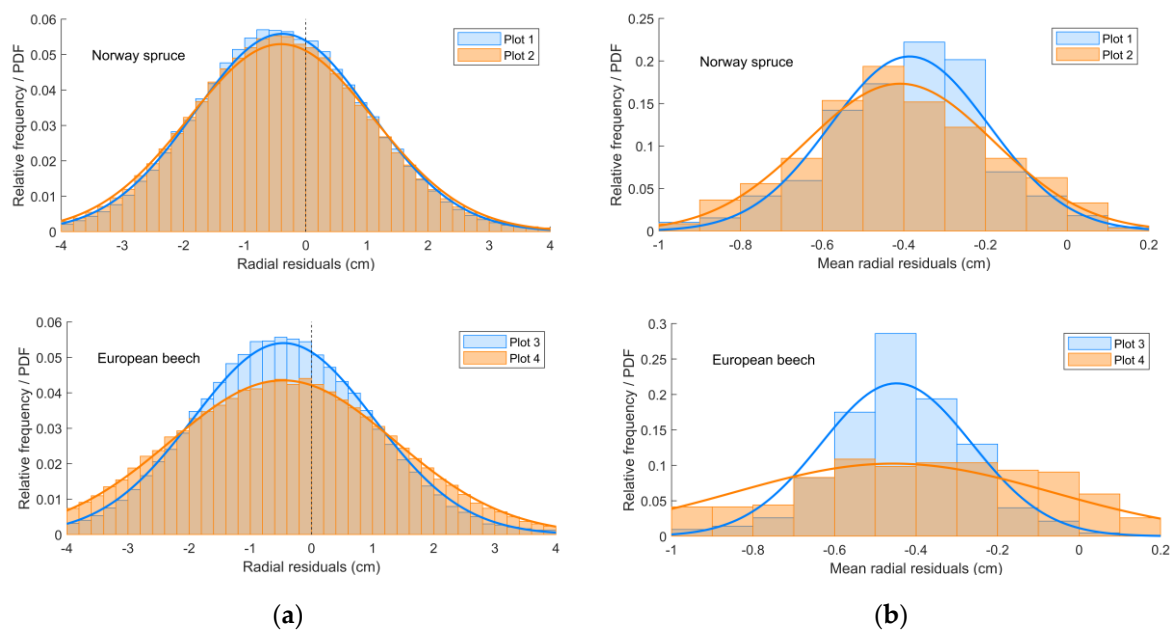 0.06
0.05
0.04
0.03
0.02
0.01
0
Relative frequency / PDF
Norway spruce
Plot 1
Plot 2
-4 -3 -2 -1 0 1 2 3 4
Radial residuals (cm)
0.25
0.20
0.15
0.1
0.05
0
Relative frequency / PDF
Norway spruce
Plot 1
Plot 2
-1 -0.8 -0.6 -0.4 -0.2 0 0.2
Mean radial residuals (cm)
0.06
0.05
0.04
0.03
0.02
0.01
0
Relative frequency / PDF
European beech
Plot 3
Plot 4
-4 -3 -2 -1 0 1 2 3 4
Radial residuals (cm)
0.3
0.25
0.2
0.15
0.1
0.05
0
Relative frequency / PDF
European beech
Plot 3
Plot 4
-1 -0.8 -0.6 -0.4 -0.2 0 0.2
Mean radial residuals (cm)
(a)
(b)